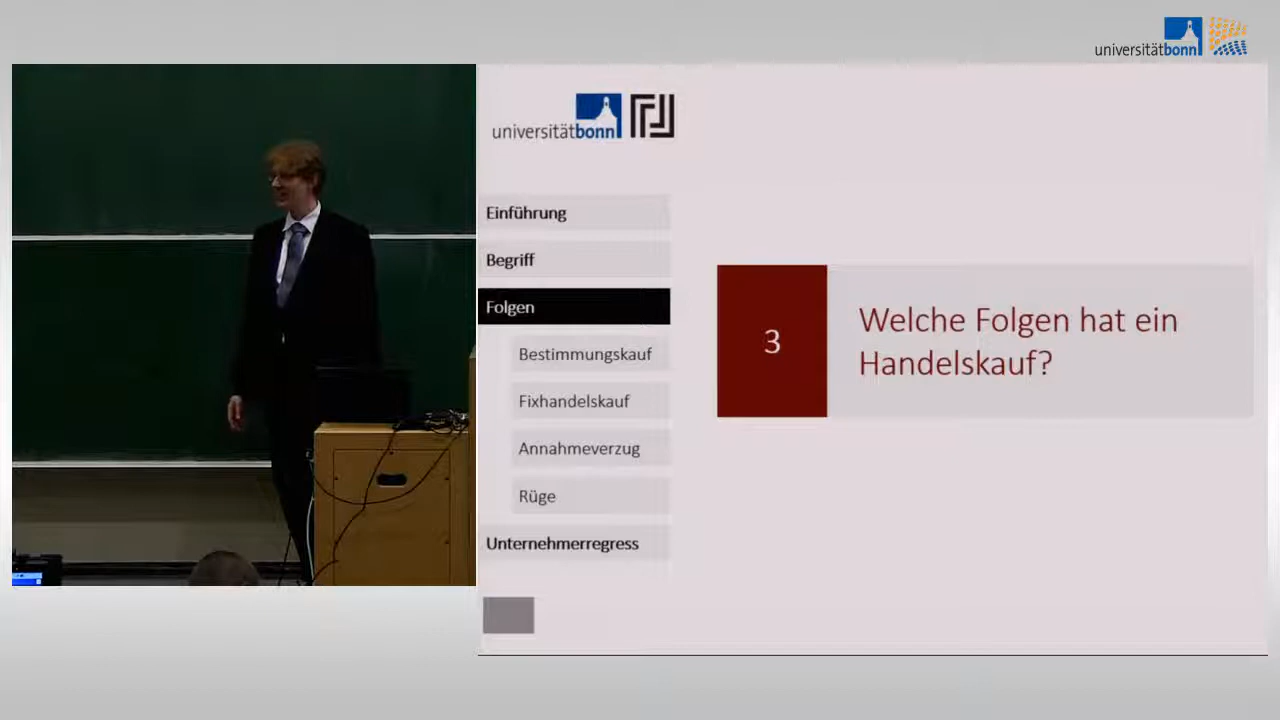 universitätbonn
universitätbonn
Einführung
Begriff
Folgen
Bestimmungskauf
Fixhandelskauf
Annahmeverzug
Rüge
Unternehmerregress
3
Welche Folgen hat ein
Handelskauf?